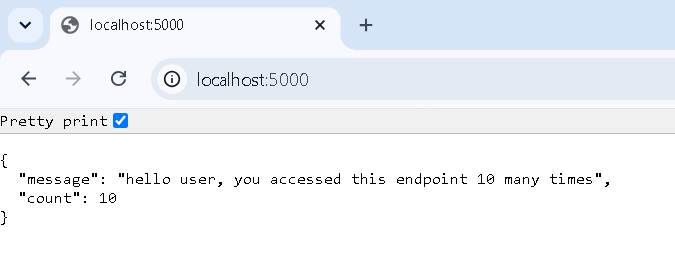 localhost:5000
localhost:5000
Pretty print
{
  "message": "hello user, you accessed this endpoint 10 many times",
  "count": 10
}